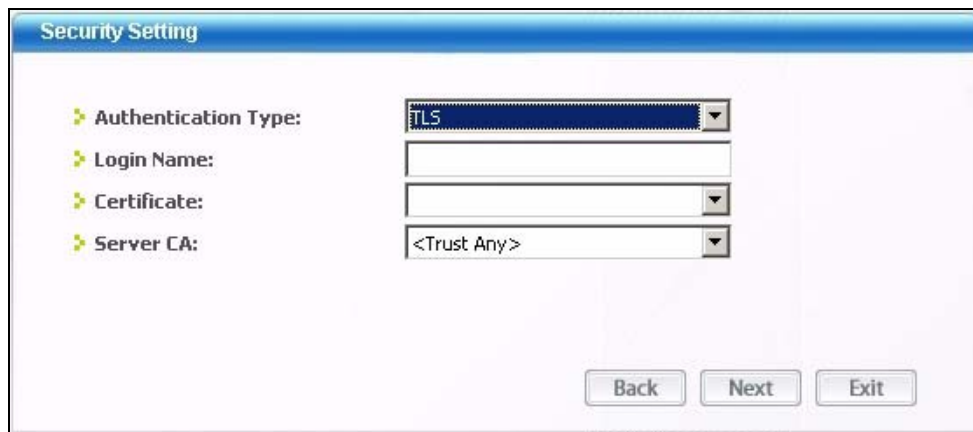 Security Setting
Authentication Type: TLS
Login Name:
Certificate:
Server CA: <Trust Any>
Back Next Exit